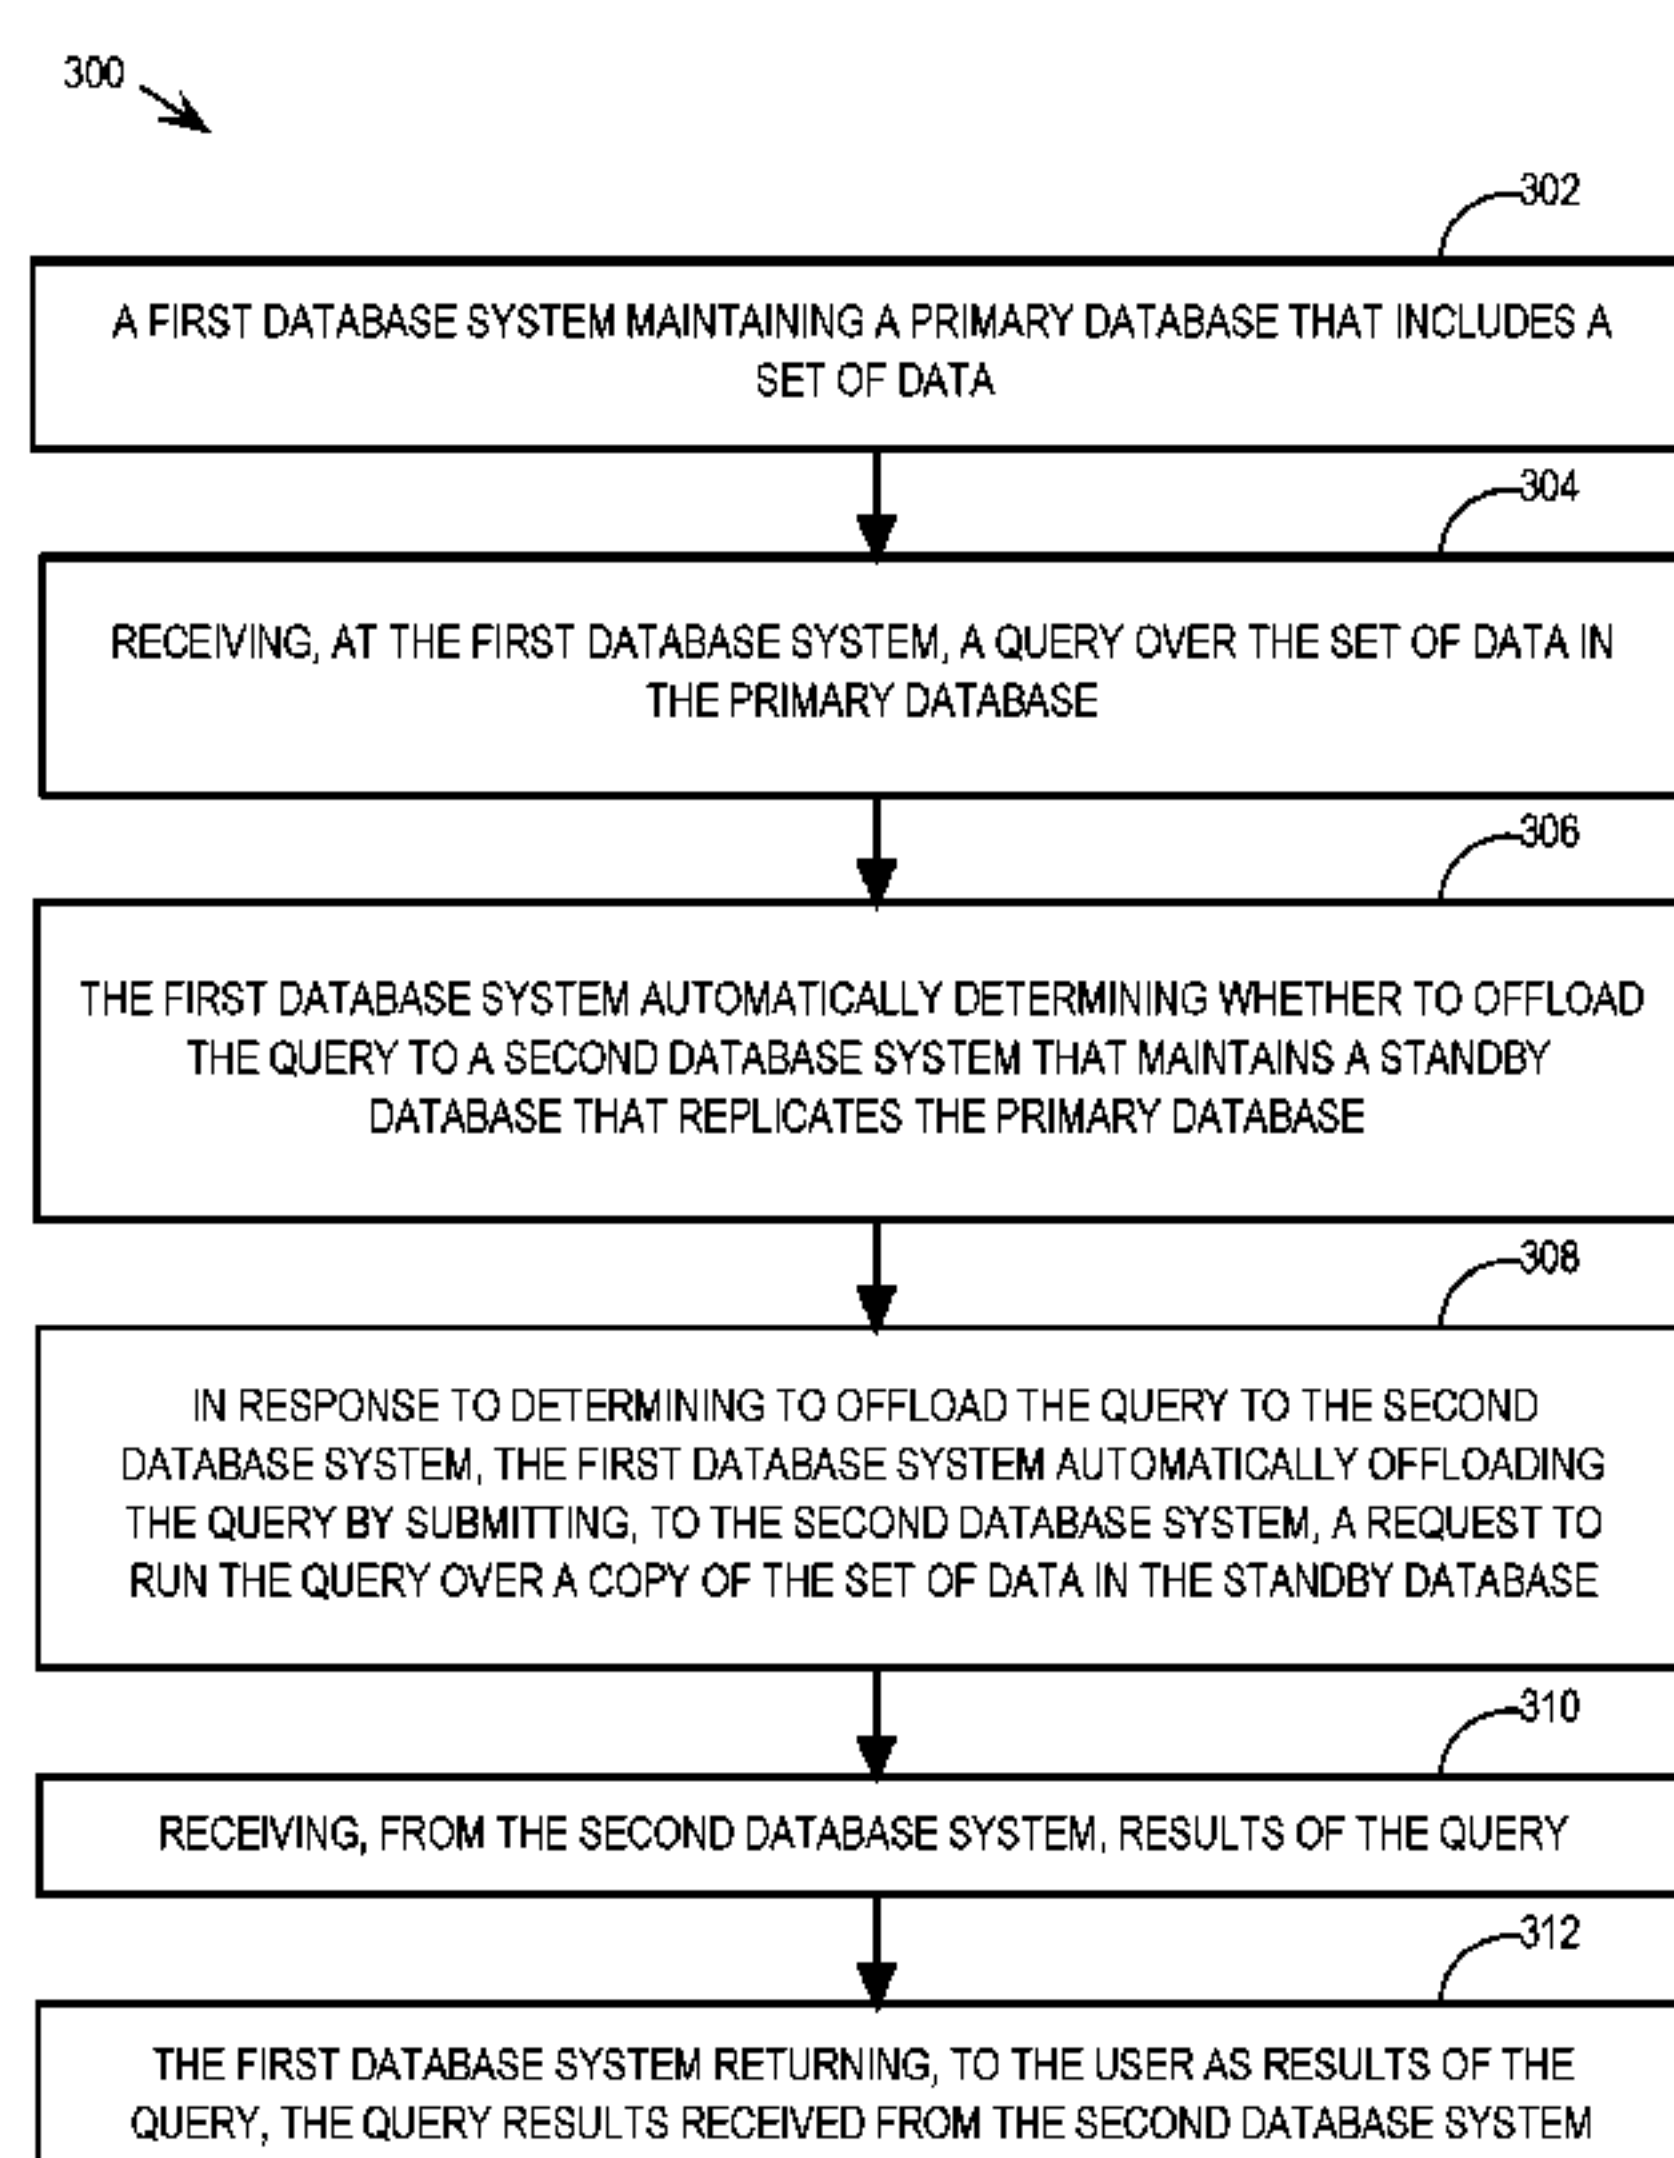 300
302
A FIRST DATABASE SYSTEM MAINTAINING A PRIMARY DATABASE THAT INCLUDES A
SET OF DATA
304
RECEIVING, AT THE FIRST DATABASE SYSTEM, A QUERY OVER THE SET OF DATA IN
THE PRIMARY DATABASE
306
THE FIRST DATABASE SYSTEM AUTOMATICALLY DETERMINING WHETHER TO OFFLOAD
THE QUERY TO A SECOND DATABASE SYSTEM THAT MAINTAINS A STANDBY
DATABASE THAT REPLICATES THE PRIMARY DATABASE
308
IN RESPONSE TO DETERMINING TO OFFLOAD THE QUERY TO THE SECOND
DATABASE SYSTEM, THE FIRST DATABASE SYSTEM AUTOMATICALLY OFFLOADING
THE QUERY BY SUBMITTING, TO THE SECOND DATABASE SYSTEM, A REQUEST TO
RUN THE QUERY OVER A COPY OF THE SET OF DATA IN THE STANDBY DATABASE
310
RECEIVING, FROM THE SECOND DATABASE SYSTEM, RESULTS OF THE QUERY
312
THE FIRST DATABASE SYSTEM RETURNING, TO THE USER AS RESULTS OF THE
QUERY, THE QUERY RESULTS RECEIVED FROM THE SECOND DATABASE SYSTEM